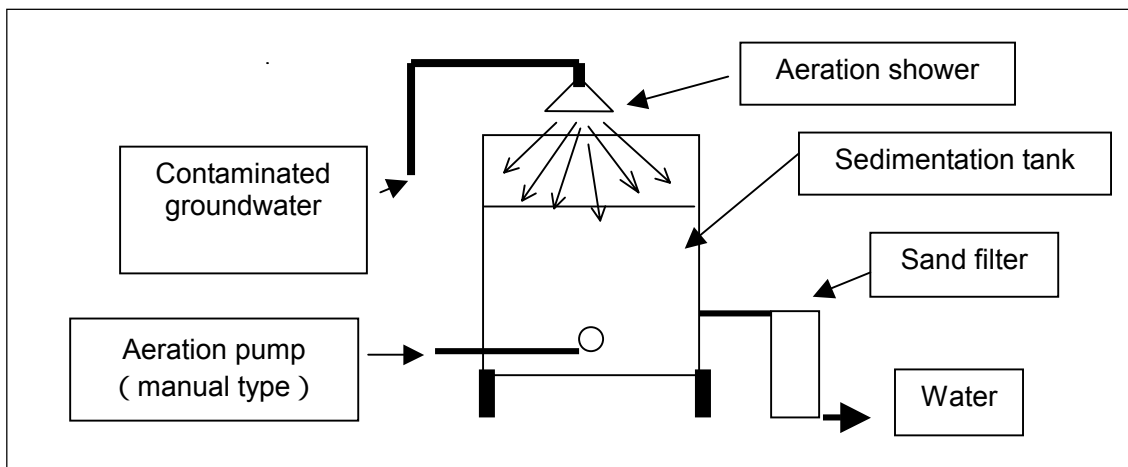 Aeration shower
Contaminated
groundwater
Sedimentation tank
Sand filter
Aeration pump
( manual type )
Water